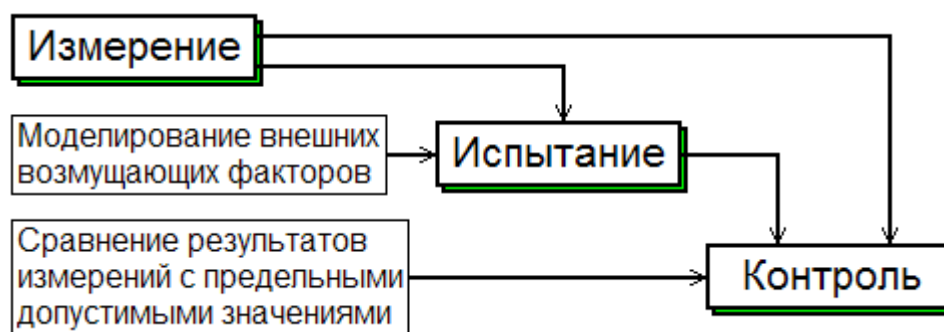 Измерение
Моделирование внешних
возмущающих факторов
Испытание
Сравнение результатов
измерений с предельными
допустимыми значениями
Контроль